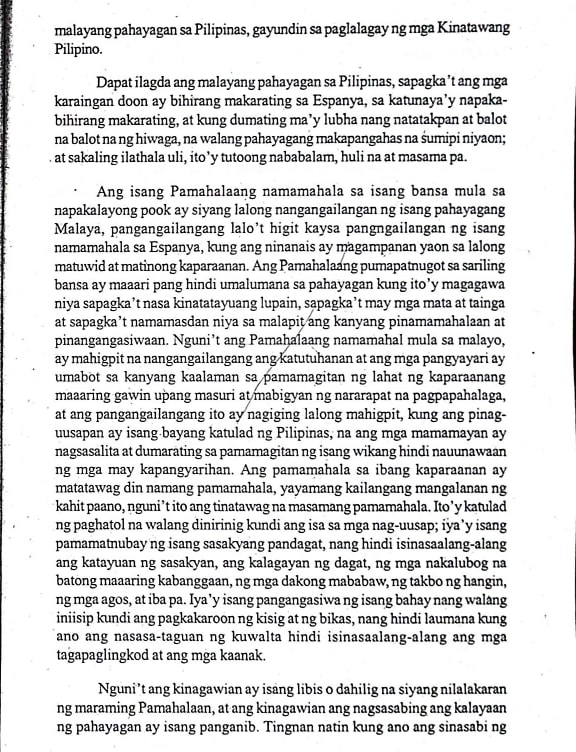 malayang pahayagan sa Pilipinas, gayundin sa paglalagay ng mga Kinatawang
Pilipino.
Dapat ilagda ang malayang pahayagan sa Pilipinas, sapagka't ang mga
karaingan doon ay bihirang makarating sa Espanya, sa katunaya'y napaka-
bihirang makarating, at kung dumating ma'y lubha nang natatakpan at balot
na balot na ng hiwaga, na walang pahayagang makapangahas na sumipi niyaon;
at sakaling ilathala uli, ito'y tutoong nababalam, huli na at masama pa.
Ang isang Pamahalaang namamahala sa isang bansa mula sa
napakalayong pook ay siyang lalong nangangailangan ng isang pahayagang
Malaya, pangangailangang lalo't higit kaysa pangngailangan ng isang
namamahala sa Espanya, kung ang ninanais ay magampanan yaon sa lalong
matuwid at matinong kaparaanan. Ang Pamahalaang pumapatnugot sa sariling
bansa ay maaari pang hindi umalumana sa pahayagan kung ito'y magagawa
niya sapagka't nasa kinatatayuang lupain, sapagka't may mga mata at tainga
at sapagka't namamasdan niya sa malapit ang kanyang pinamamahalaan at
pinangangasiwaan. Nguni't ang Pamahalaang namamahal mula sa malayo,
ay mahigpit na nangangailangang ang katutuhanan at ang mga pangyayari ay
umabot sa kanyang kaalaman sa pamamagitan ng lahat ng kaparaanang
maaaring gawin upang masuri at mabigyan ng nararapat na pagpapahalaga,
at ang pangangailangang ito ay nagiging lalong mahigpit, kung ang pinag-
uusapan ay isang bayang katulad ng Pilipinas, na ang mga mamamayan ay
nagsasalita at dumarating sa pamamagitan ng isang wikang hindi nauunawaan
ng mga may kapangyarihan. Ang pamamahala sa ibang kaparaanan ay
matatawag din namang pamamahala, yayamang kailangang mangalanan ng
kahit paano, nguni't ito ang tinatawag na masamang pamamahala. Ito'y katulad
ng paghatol na walang dinirinig kundi ang isa sa mga nag-uusap; iya'y isang
pamamatnubay ng isang sasakyang pandagat, nang hindi isinasaalang-alang
ang katayuan ng sasakyan, ang kalagayan ng dagat, ng mga nakalubog na
batong maaaring kabanggaan, ng mga dakong mababaw, ng takbo ng hangin,
ng mga agos, at iba pa. Iya'y isang pangangasiwa ng isang bahay nang walang
iniisip kundi ang pagkakaroon ng kisig at ng bikas, nang hindi laumana kung
ano ang nasasa-taguan ng kuwalta hindi isinasaalang-alang ang mga
tagapaglingkod at ang mga kaanak.
Nguni't ang kinagawian ay isang libis o dahilig na siyang nilalakaran
ng maraming Pamahalaan, at ang kinagawian ang nagsasabing ang kalayaan
ng pahayagan ay isang panganib. Tingnan natin kung ano ang sinasabi ng